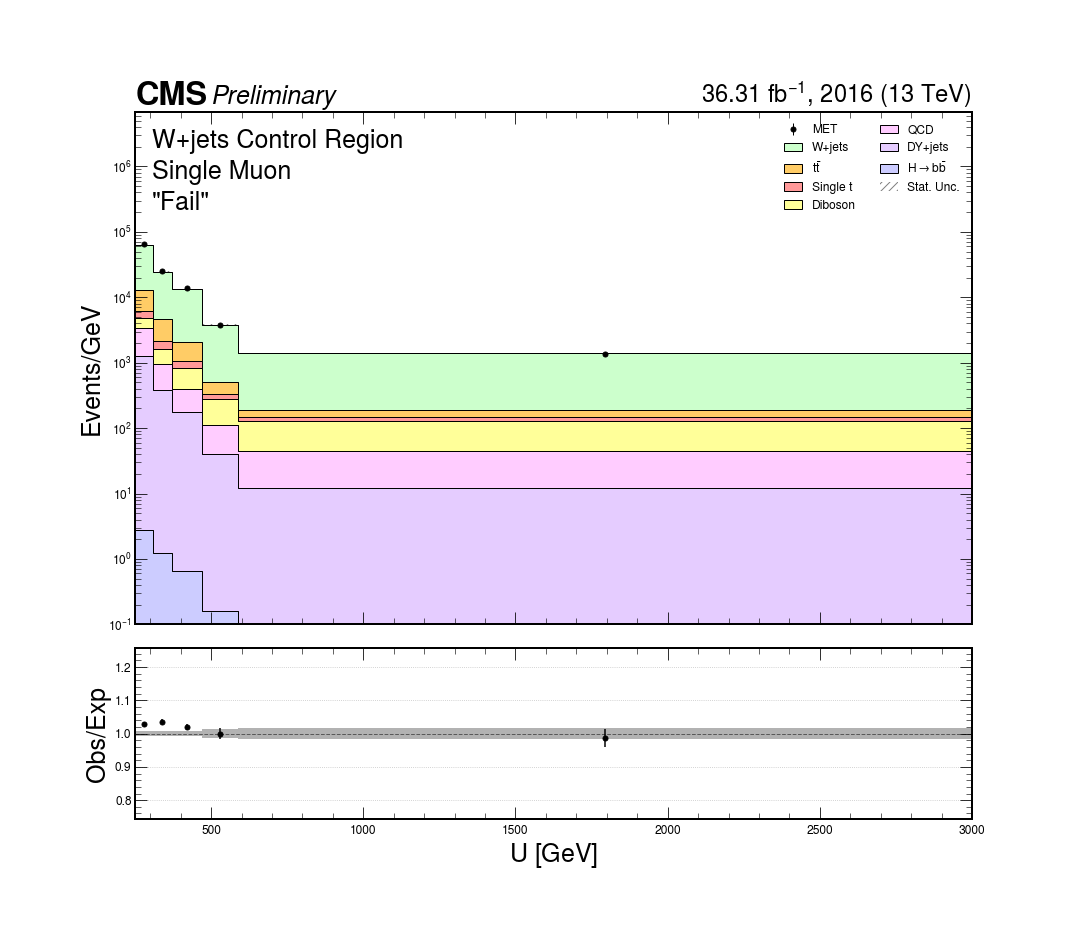 CMS Preliminary 36.31 fb⁻¹, 2016 (13 TeV)
W+jets Control Region
Single Muon
"Fail"
MET
W+jets
tt̄
Single t
Diboson
QCD
DY+jets
H→bb̄
Stat. Unc.
Events/GeV
10⁶
10⁵
10⁴
10³
10²
10¹
10⁰
10⁻¹
Obs/Exp
1.2
1.1
1.0
0.9
0.8
500 1000 1500 2000 2500 3000
U [GeV]